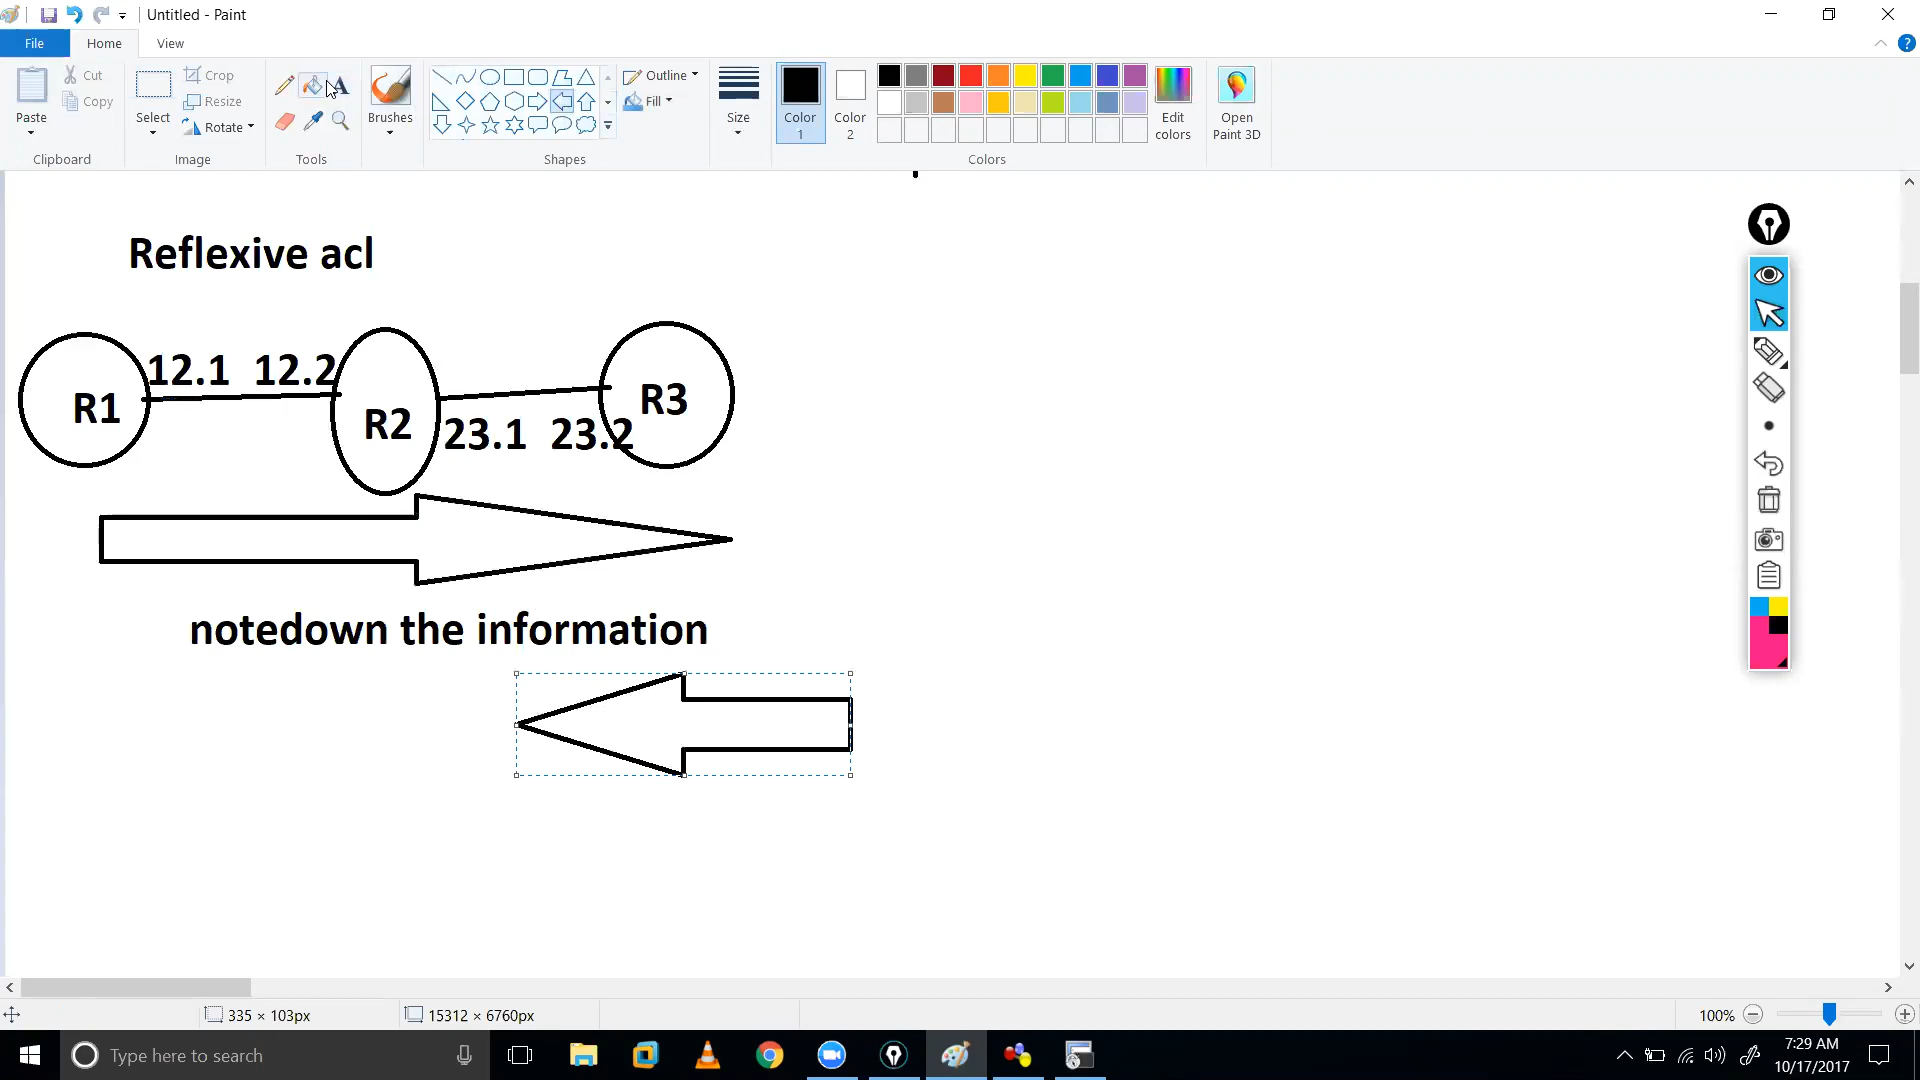 Untitled - Paint
File Home View
Paste
Cut
Copy
Clipboard
Select
Crop
Resize
Rotate
Image
A
Tools
Brushes
Shapes
Outline
Fill
Size
Color 1
Color 2
Edit colors
Colors
Open Paint 3D
Reflexive acl
R1 12.1 12.2 R2 R3
23.1 23.2
notedown the information
335 × 103px
15312 × 6760px
100%
Type here to search
7:29 AM
10/17/2017